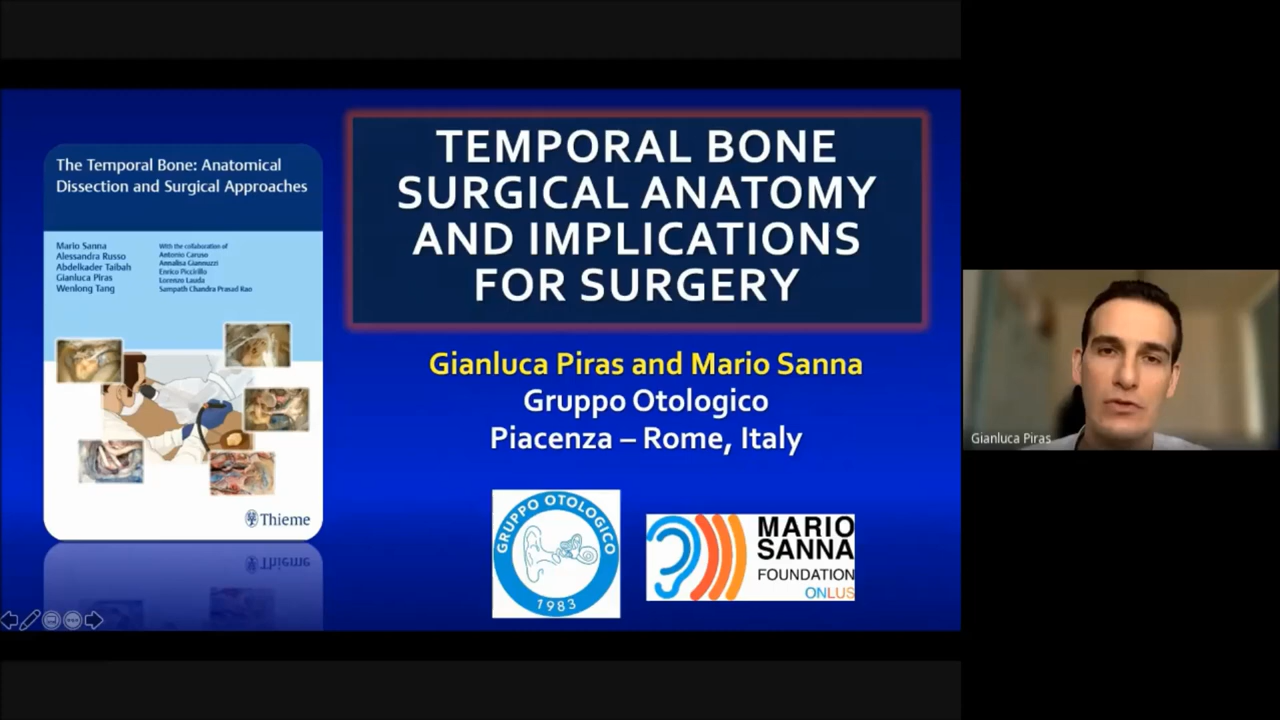 The Temporal Bone: Anatomical
Dissection and Surgical Approaches
Mario Sanna
Alessandra Russo
Abdelkader Taibah
Gianluca Piras
Wenlong Tang
With the collaboration of
Antonio Caruso
Annalisa Giannuzzi
Enrico Piccirillo
Lorenzo Lauda
Sampath Chandra Prasad Rao
Thieme
TEMPORAL BONE
SURGICAL ANATOMY
AND IMPLICATIONS
FOR SURGERY
Gianluca Piras and Mario Sanna
Gruppo Otologico
Piacenza – Rome, Italy
GRUPPO OTOLOGICO
1983
MARIO
SANNA
FOUNDATION
ONLUS
Gianluca Piras